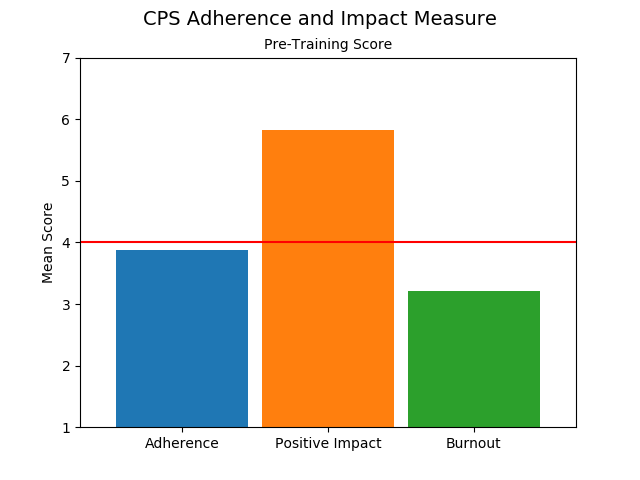 CPS Adherence and Impact Measure
Pre-Training Score
7
6
5
4
3
2
1
Mean Score
Adherence
Positive Impact
Burnout